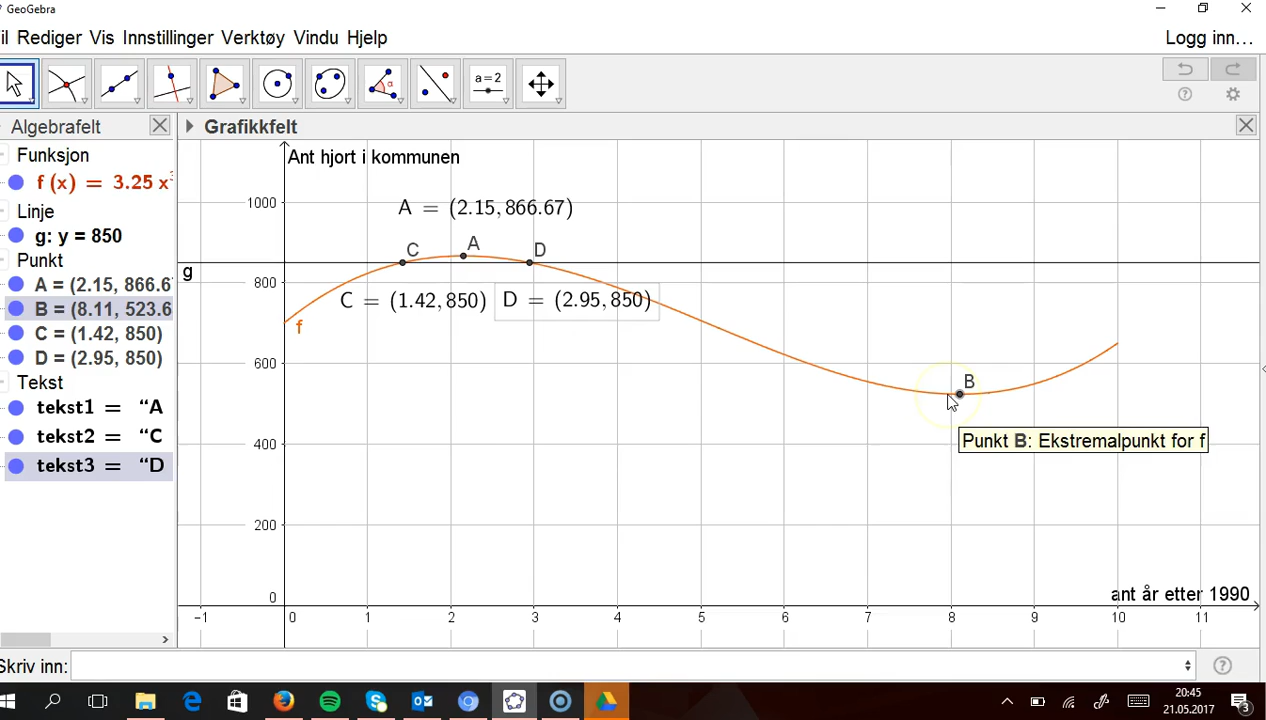 GeoGebra
il Rediger Vis Innstillinger Verktøy Vindu Hjelp
Logg inn...
a = 2
Algebrafelt
Grafikkfelt
Funksjon
f (x) = 3.25 x
Linje
g: y = 850
Punkt
A = (2.15, 866.6
B = (8.11, 523.6
C = (1.42, 850)
D = (2.95, 850)
Tekst
tekst1 = “A
tekst2 = “C
tekst3 = “D
Ant hjort i kommunen
1000
800
600
400
200
0
A = (2.15, 866.67)
C A D
g
C = (1.42, 850) D = (2.95, 850)
f
B
Punkt B: Ekstremalpunkt for f
ant år etter 1990
−1 0 1 2 3 4 5 6 7 8 9 10 11
Skriv inn:
20:45
21.05.2017
3